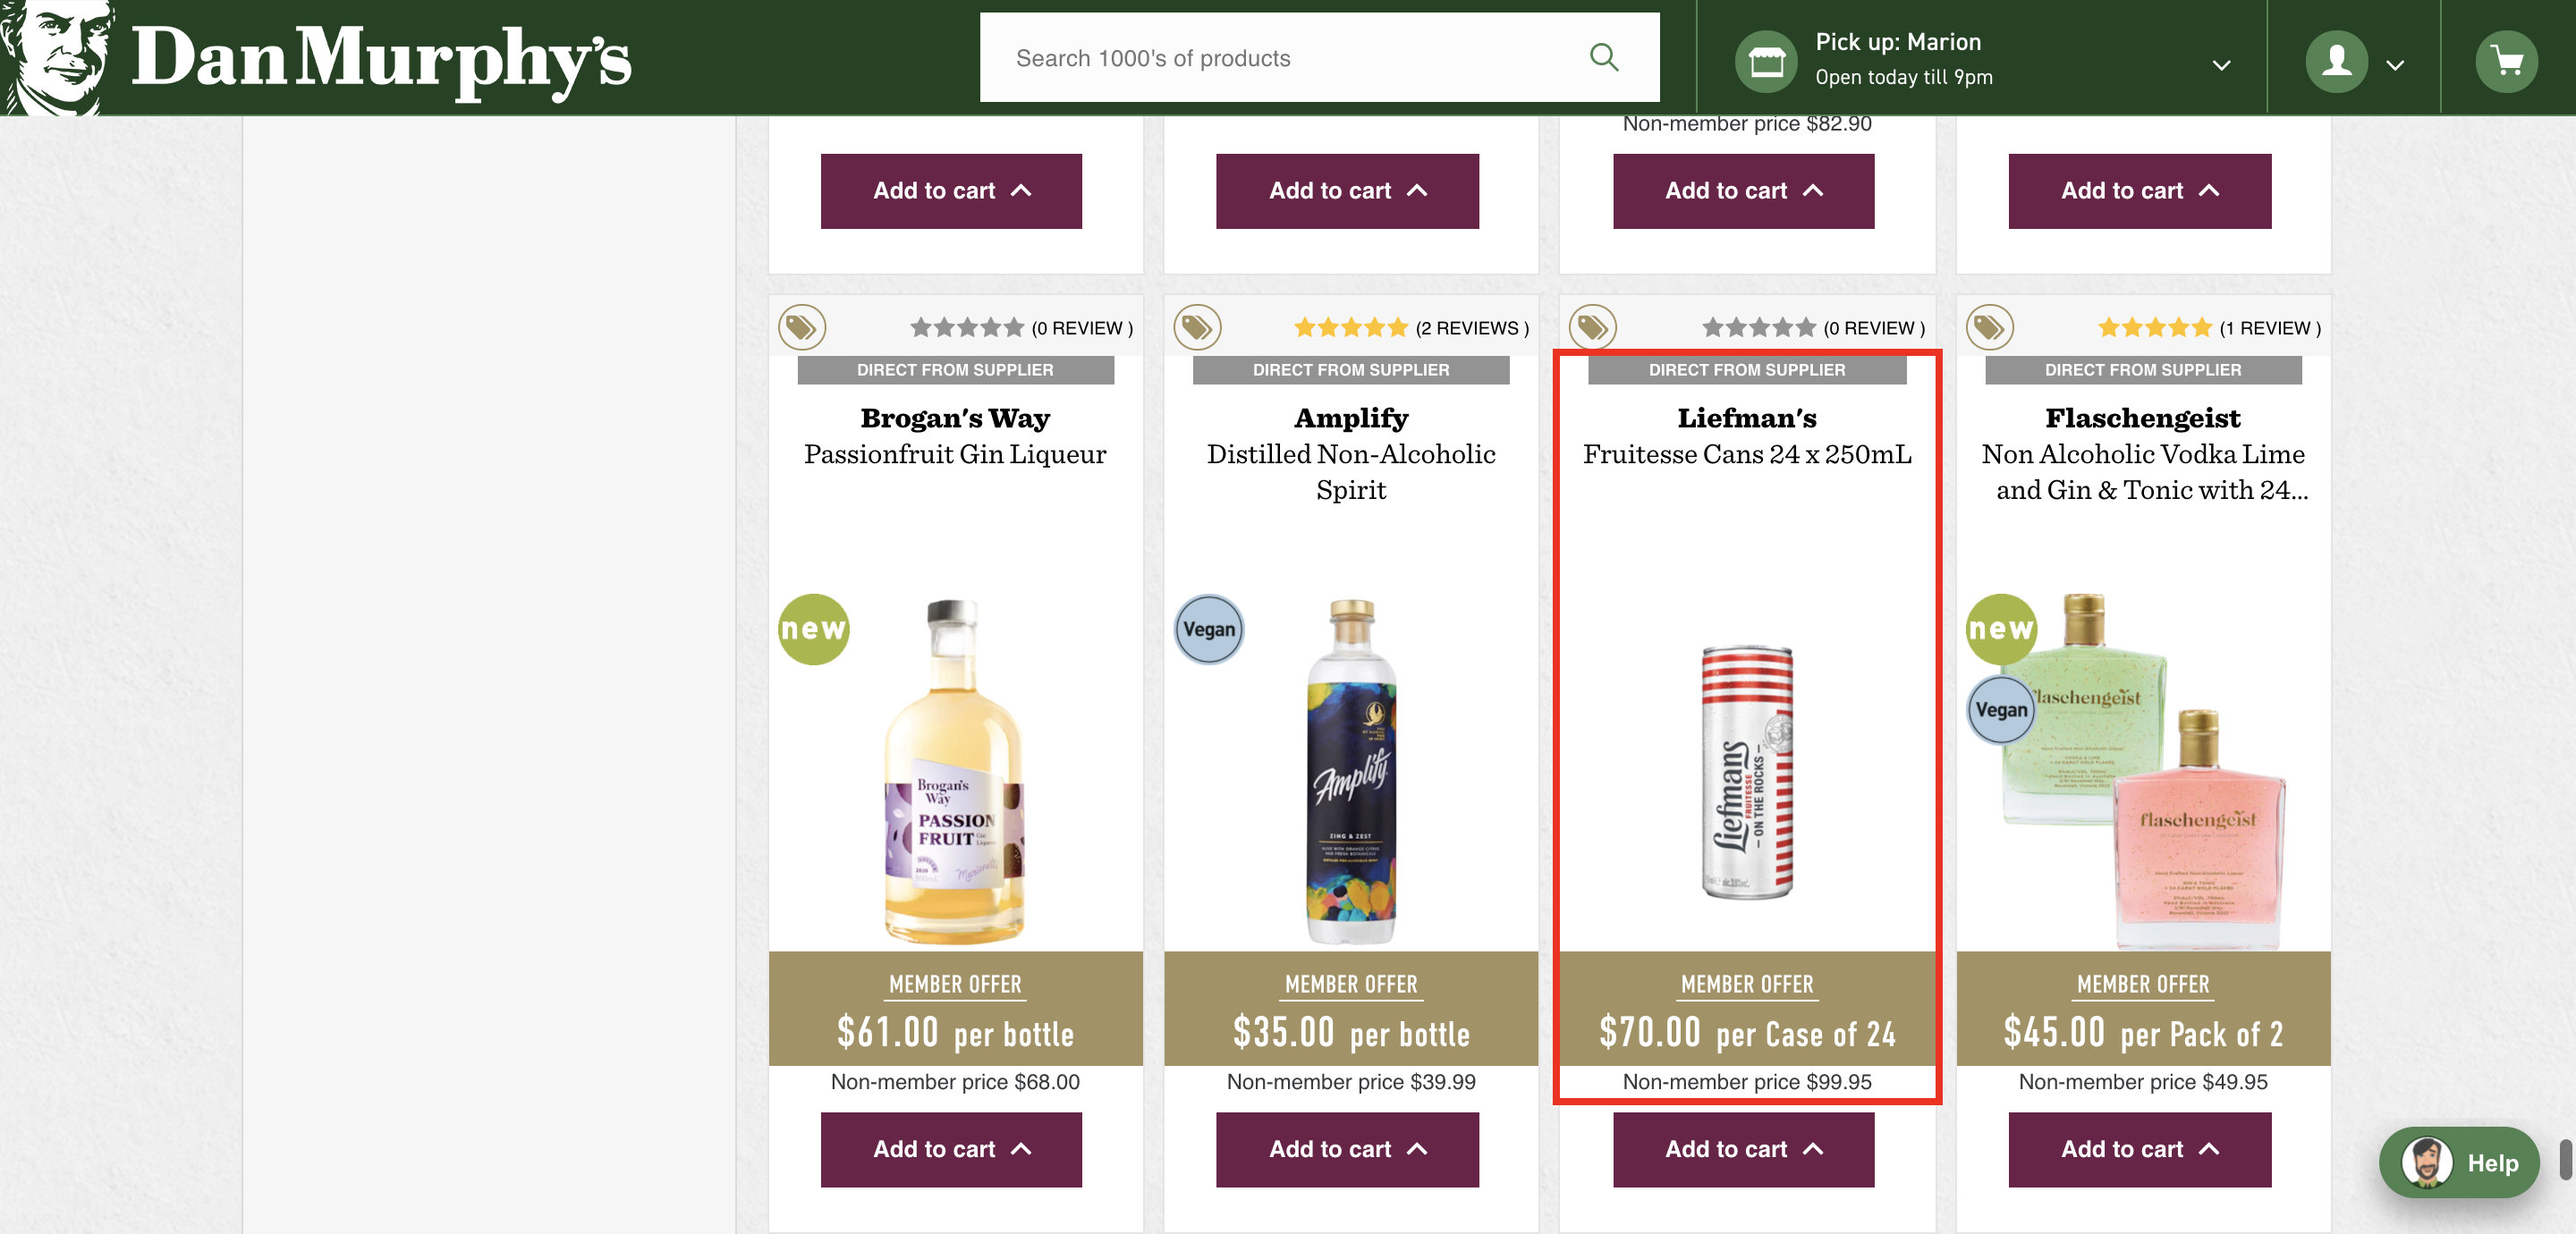 Dan Murphy's
Search 1000's of products
Pick up: Marion
Open today till 9pm
Non-member price $82.90
Add to cart
Add to cart
Add to cart
Add to cart
(0 REVIEW )
DIRECT FROM SUPPLIER
Brogan's Way
Passionfruit Gin Liqueur
new
Brogan's
Way
PASSION
FRUIT Gin
MEMBER OFFER
$61.00 per bottle
Non-member price $68.00
Add to cart
(2 REVIEWS )
DIRECT FROM SUPPLIER
Amplify
Distilled Non-Alcoholic
Spirit
Vegan
Amplify
ZING & ZEST
MEMBER OFFER
$35.00 per bottle
Non-member price $39.99
Add to cart
(0 REVIEW )
DIRECT FROM SUPPLIER
Liefman's
Fruitesse Cans 24 x 250mL
Liefmans
FRUITESSE
— ON THE ROCKS —
MEMBER OFFER
$70.00 per Case of 24
Non-member price $99.95
Add to cart
(1 REVIEW )
DIRECT FROM SUPPLIER
Flaschengeist
Non Alcoholic Vodka Lime
and Gin & Tonic with 24...
new
Vegan
flaschengeist
flaschengeist
MEMBER OFFER
$45.00 per Pack of 2
Non-member price $49.95
Add to cart
Help